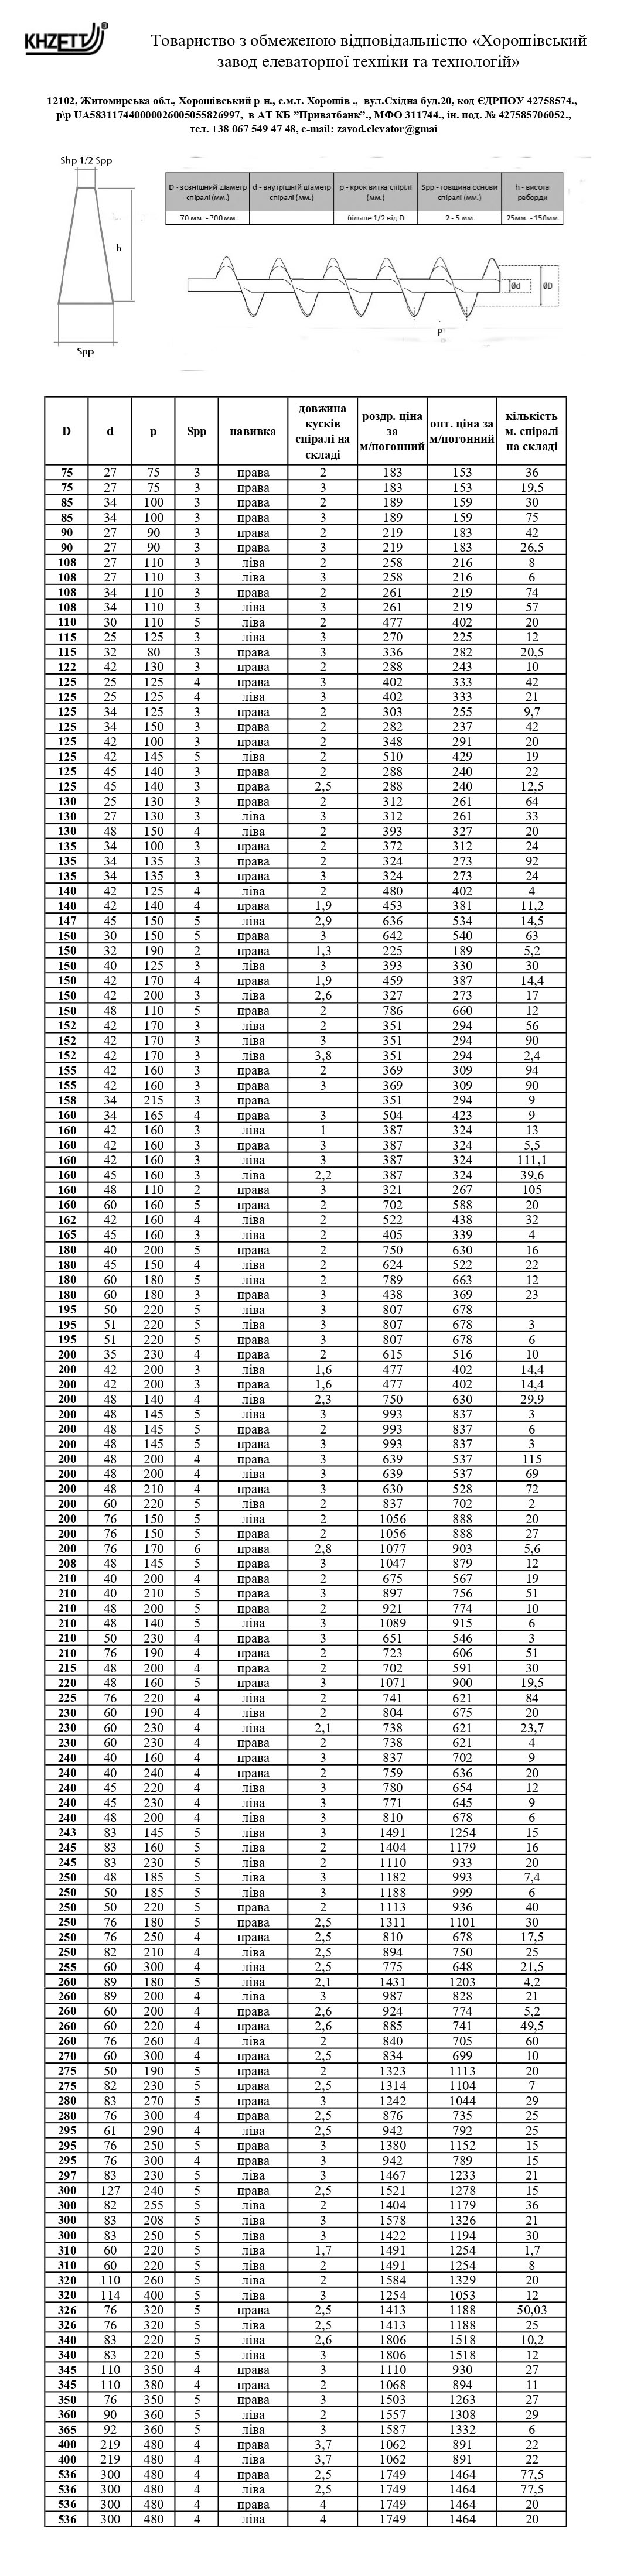 KHZETT®
Товариство з обмеженою відповідальністю «Хорошівський
завод елеваторної техніки та технологій»
12102, Житомирська обл., Хорошівський р-н., с.м.т. Хорошів ., вул.Східна буд.20, код ЄДРПОУ 42758574.,
р\р UA583117440000026005055826997, в АТ КБ ”Приватбанк”., МФО 311744., ін. под. № 427585706052.,
тел. +38 067 549 47 48, e-mail: zavod.elevator@gmai
Shp 1/2 Spp
h
Spp
D - зовнішній діаметр спіралі (мм.) d - внутрішній діаметр спіралі (мм.) p - крок витка спіралі (мм.) Spp - товщина основи спіралі (мм.) h - висота реборди
70 мм. - 700 мм. більше 1/2 від D 2 - 5 мм. 25мм. - 150мм.
Ød ØD
P
D d p Spp навивка довжина кусків спіралі на складі роздр. ціна за м/погонний опт. ціна за м/погонний кількість м. спіралі на складі
75 27 75 3 права 2 183 153 36
75 27 75 3 права 3 183 153 19,5
85 34 100 3 права 2 189 159 30
85 34 100 3 права 3 189 159 75
90 27 90 3 права 2 219 183 42
90 27 90 3 права 3 219 183 26,5
108 27 110 3 ліва 2 258 216 8
108 27 110 3 ліва 3 258 216 6
108 34 110 3 права 2 261 219 74
108 34 110 3 ліва 3 261 219 57
110 30 110 5 ліва 2 477 402 20
115 25 125 3 ліва 3 270 225 12
115 32 80 3 права 3 336 282 20,5
122 42 130 3 права 2 288 243 10
125 25 125 4 права 3 402 333 42
125 25 125 4 ліва 3 402 333 21
125 34 125 3 права 2 303 255 9,7
125 34 150 3 права 2 282 237 42
125 42 100 3 права 2 348 291 20
125 42 145 5 ліва 2 510 429 19
125 45 140 3 права 2 288 240 22
125 45 140 3 права 2,5 288 240 12,5
130 25 130 3 права 2 312 261 64
130 27 130 3 ліва 3 312 261 33
130 48 150 4 ліва 2 393 327 20
135 34 100 3 права 2 372 312 24
135 34 135 3 права 2 324 273 92
135 34 135 3 права 3 324 273 24
140 42 125 4 ліва 2 480 402 4
140 42 140 4 права 1,9 453 381 11,2
147 45 150 5 ліва 2,9 636 534 14,5
150 30 150 5 права 3 642 540 63
150 32 190 2 права 1,3 225 189 5,2
150 40 125 3 ліва 3 393 330 30
150 42 170 4 права 1,9 459 387 14,4
150 42 200 3 ліва 2,6 327 273 17
150 48 110 5 права 2 786 660 12
152 42 170 3 ліва 2 351 294 56
152 42 170 3 ліва 3 351 294 90
152 42 170 3 ліва 3,8 351 294 2,4
155 42 160 3 права 2 369 309 94
155 42 160 3 права 3 369 309 90
158 34 215 3 права 351 294 9
160 34 165 4 права 3 504 423 9
160 42 160 3 ліва 1 387 324 13
160 42 160 3 права 3 387 324 5,5
160 42 160 3 ліва 3 387 324 111,1
160 45 160 3 ліва 2,2 387 324 39,6
160 48 110 2 права 3 321 267 105
160 60 160 5 права 2 702 588 20
162 42 160 4 ліва 2 522 438 32
165 45 160 3 ліва 2 405 339 4
180 40 200 5 права 2 750 630 16
180 45 150 4 ліва 2 624 522 22
180 60 180 5 ліва 2 789 663 12
180 60 180 3 права 3 438 369 23
195 50 220 5 ліва 3 807 678
195 51 220 5 ліва 3 807 678 3
195 51 220 5 права 3 807 678 6
200 35 230 4 права 2 615 516 10
200 42 200 3 ліва 1,6 477 402 14,4
200 42 200 3 права 1,6 477 402 14,4
200 48 140 4 ліва 2,3 750 630 29,9
200 48 145 5 ліва 3 993 837 3
200 48 145 5 права 2 993 837 6
200 48 145 5 права 3 993 837 3
200 48 200 4 права 3 639 537 115
200 48 200 4 ліва 3 639 537 69
200 48 210 4 права 3 630 528 72
200 60 220 5 ліва 2 837 702 2
200 76 150 5 ліва 2 1056 888 20
200 76 150 5 права 2 1056 888 27
200 76 170 6 права 2,8 1077 903 5,6
208 48 145 5 права 3 1047 879 12
210 40 200 4 права 2 675 567 19
210 40 210 5 права 3 897 756 51
210 48 200 5 права 2 921 774 10
210 48 140 5 ліва 3 1089 915 6
210 50 230 4 права 3 651 546 3
210 76 190 4 права 2 723 606 51
215 48 200 4 права 2 702 591 30
220 48 160 5 права 3 1071 900 19,5
225 76 220 4 ліва 2 741 621 84
230 60 190 4 ліва 2 804 675 20
230 60 230 4 ліва 2,1 738 621 23,7
230 60 230 4 права 2 738 621 4
240 40 160 4 права 3 837 702 9
240 40 240 4 права 2 759 636 20
240 45 220 4 ліва 3 780 654 12
240 45 230 4 ліва 3 771 645 9
240 48 200 4 ліва 3 810 678 6
243 83 145 5 ліва 3 1491 1254 15
245 83 160 5 ліва 2 1404 1179 16
245 83 230 5 ліва 2 1110 933 20
250 48 185 5 ліва 3 1182 993 7,4
250 50 185 5 ліва 3 1188 999 6
250 50 220 5 права 2 1113 936 40
250 76 180 5 права 2,5 1311 1101 30
250 76 250 4 права 2,5 810 678 17,5
250 82 210 4 ліва 2,5 894 750 25
255 60 300 4 ліва 2,5 775 648 21,5
260 89 180 5 ліва 2,1 1431 1203 4,2
260 89 200 4 ліва 3 987 828 21
260 60 200 4 права 2,6 924 774 5,2
260 60 220 4 права 2,6 885 741 49,5
260 76 260 4 ліва 2 840 705 60
270 60 300 4 права 2,5 834 699 10
275 50 190 5 права 2 1323 1113 20
275 82 230 5 права 2,5 1314 1104 7
280 83 270 5 права 3 1242 1044 29
280 76 300 4 права 2,5 876 735 25
295 61 290 4 ліва 2,5 942 792 25
295 76 250 5 права 3 1380 1152 15
295 76 300 4 права 3 942 789 15
297 83 230 5 ліва 3 1467 1233 21
300 127 240 5 права 2,5 1521 1278 15
300 82 255 5 ліва 2 1404 1179 36
300 83 208 5 ліва 3 1578 1326 21
300 83 250 5 ліва 3 1422 1194 30
310 60 220 5 ліва 1,7 1491 1254 1,7
310 60 220 5 ліва 2 1491 1254 8
320 110 260 5 ліва 2 1584 1329 20
320 114 400 5 ліва 3 1254 1053 12
326 76 320 5 права 2,5 1413 1188 50,03
326 76 320 5 ліва 2,5 1413 1188 25
340 83 220 5 ліва 2,6 1806 1518 10,2
340 83 220 5 ліва 3 1806 1518 12
345 110 350 4 права 3 1110 930 27
345 110 380 4 права 2 1068 894 11
350 76 350 5 права 3 1503 1263 27
360 90 360 5 ліва 2 1557 1308 29
365 92 360 5 ліва 3 1587 1332 6
400 219 480 4 права 3,7 1062 891 22
400 219 480 4 ліва 3,7 1062 891 22
536 300 480 4 права 2,5 1749 1464 77,5
536 300 480 4 ліва 2,5 1749 1464 77,5
536 300 480 4 права 4 1749 1464 20
536 300 480 4 ліва 4 1749 1464 20